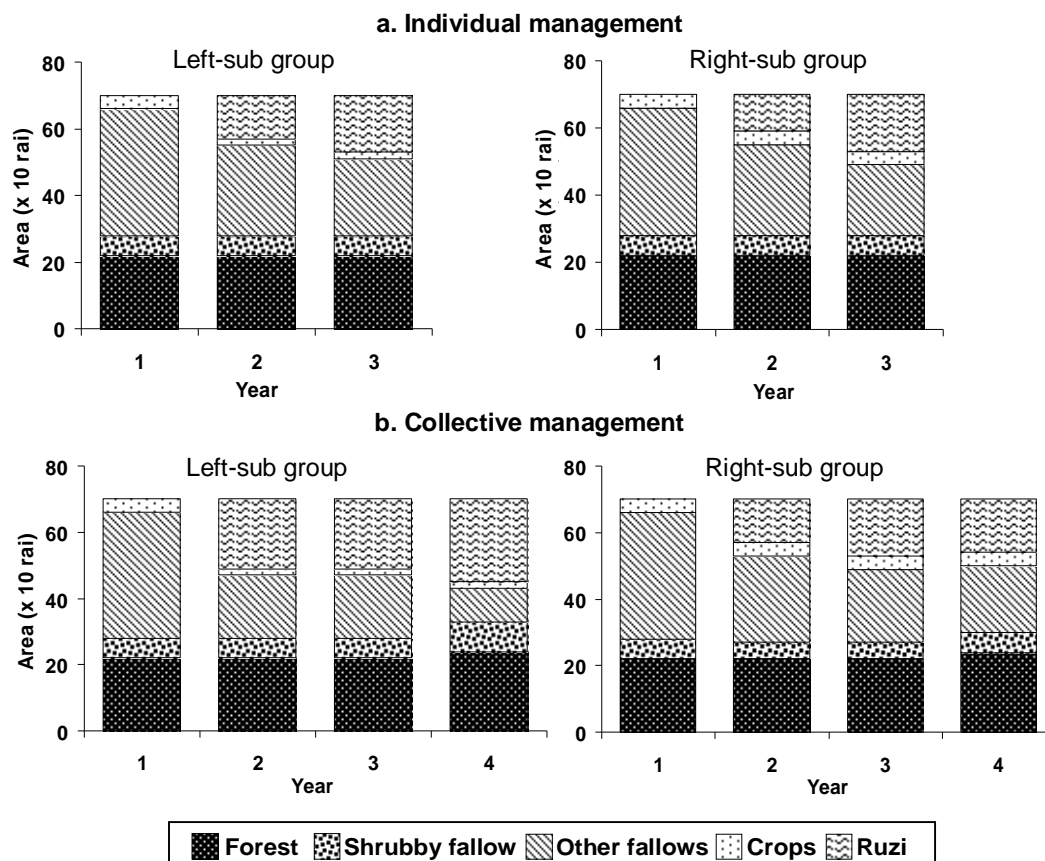 a. Individual management
Left-sub group
Right-sub group
80
60
40
20
0
Area (x 10 rai)
1 2 3
Year
80
60
40
20
0
Area (x 10 rai)
1 2 3
Year
b. Collective management
Left-sub group
Right-sub group
80
60
40
20
0
Area (x 10 rai)
1 2 3 4
Year
80
60
40
20
0
1 2 3 4
Year
Forest Shrubby fallow Other fallows Crops Ruzi